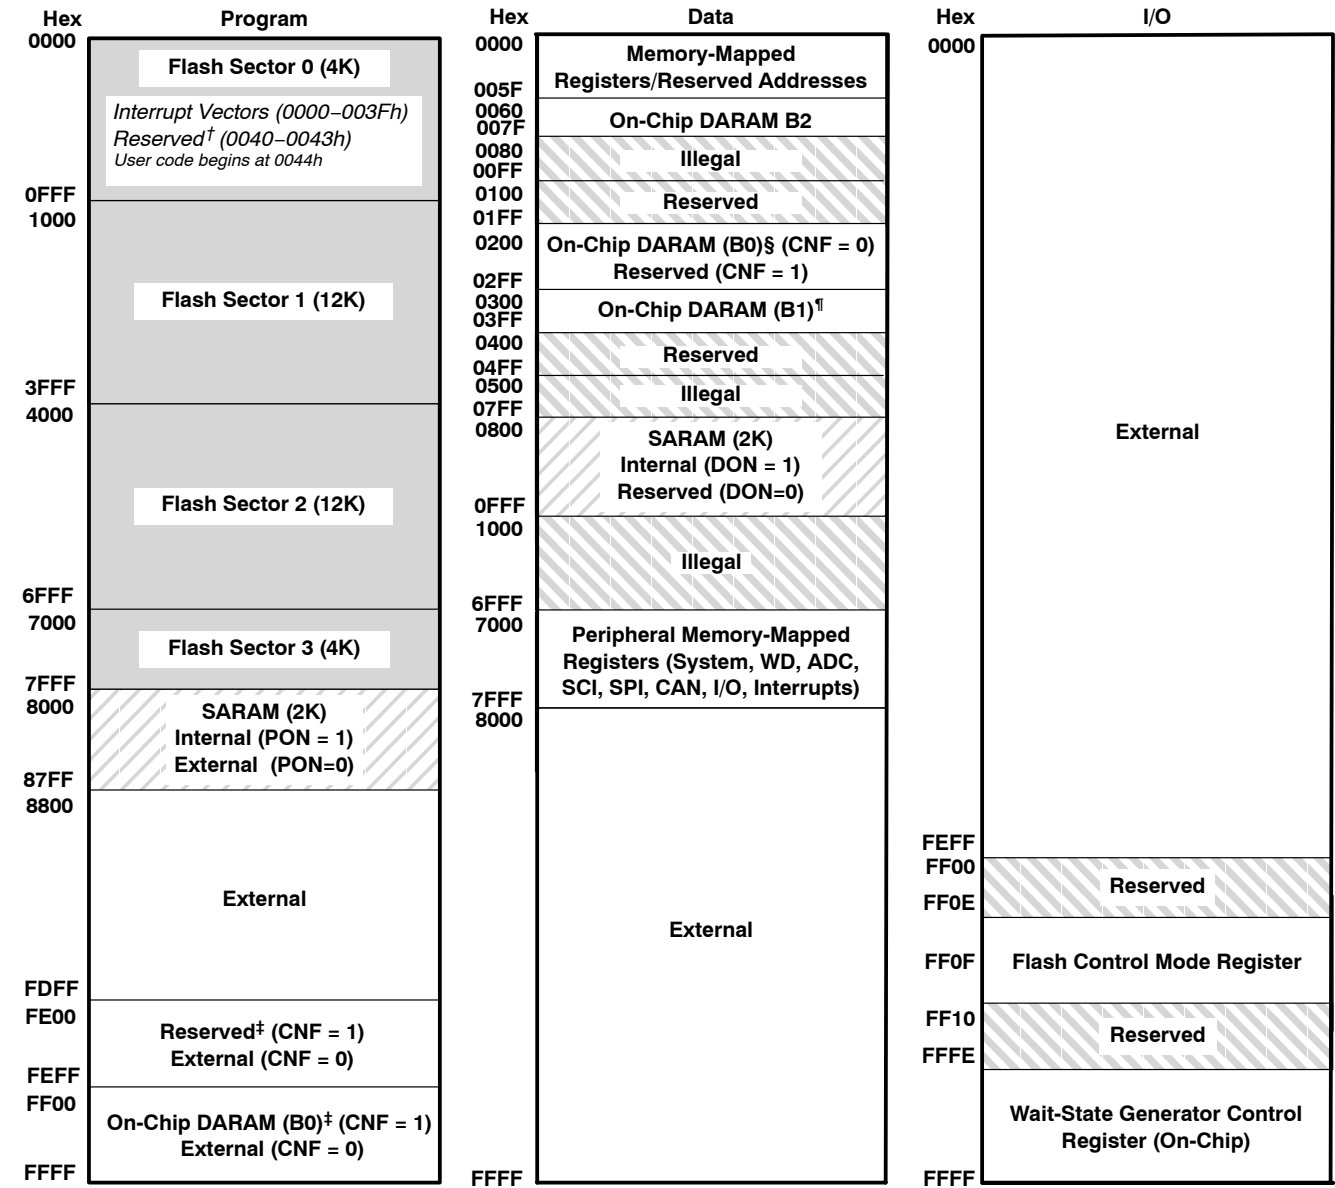 Hex Program
0000
Flash Sector 0 (4K)
Interrupt Vectors (0000–003Fh)
Reserved† (0040–0043h)
User code begins at 0044h
0FFF
1000
Flash Sector 1 (12K)
3FFF
4000
Flash Sector 2 (12K)
6FFF
7000
Flash Sector 3 (4K)
7FFF
8000
SARAM (2K)
Internal (PON = 1)
External (PON=0)
87FF
8800
External
FDFF
FE00
Reserved‡ (CNF = 1)
External (CNF = 0)
FEFF
FF00
On-Chip DARAM (B0)‡ (CNF = 1)
External (CNF = 0)
FFFF
Hex Data
0000
Memory-Mapped
Registers/Reserved Addresses
005F
0060
On-Chip DARAM B2
007F
0080
Illegal
00FF
0100
Reserved
01FF
0200
On-Chip DARAM (B0)§ (CNF = 0)
Reserved (CNF = 1)
02FF
0300
On-Chip DARAM (B1)¶
03FF
0400
Reserved
04FF
0500
Illegal
07FF
0800
SARAM (2K)
Internal (DON = 1)
Reserved (DON=0)
0FFF
1000
Illegal
6FFF
7000
Peripheral Memory-Mapped
Registers (System, WD, ADC,
SCI, SPI, CAN, I/O, Interrupts)
7FFF
8000
External
FFFF
Hex I/O
0000
External
FEFF
FF00
Reserved
FF0E
FF0F Flash Control Mode Register
FF10
Reserved
FFFE
Wait-State Generator Control
Register (On-Chip)
FFFF